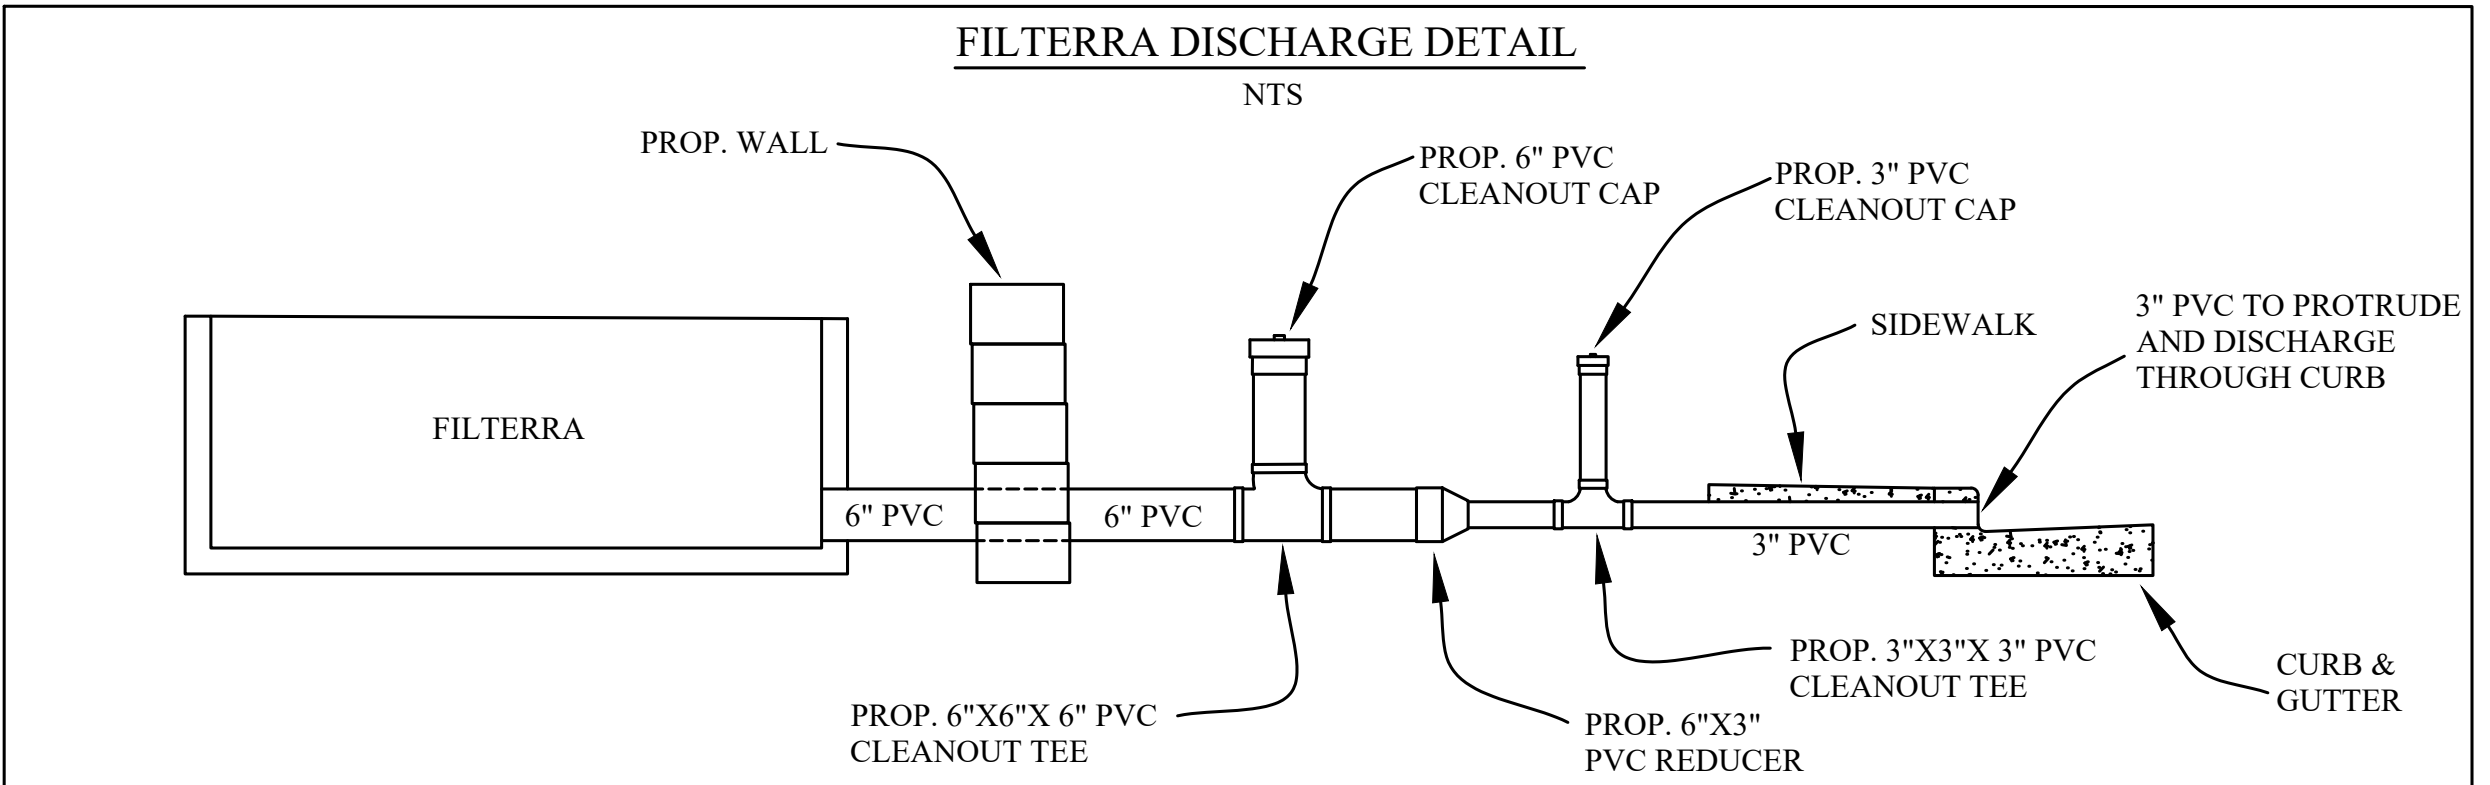 FILTERRA DISCHARGE DETAIL
NTS
PROP. WALL
PROP. 6" PVC
CLEANOUT CAP
PROP. 3" PVC
CLEANOUT CAP
SIDEWALK
3" PVC TO PROTRUDE
AND DISCHARGE
THROUGH CURB
FILTERRA
6" PVC
6" PVC
3" PVC
PROP. 6"X6"X 6" PVC
CLEANOUT TEE
PROP. 6"X3"
PVC REDUCER
PROP. 3"X3"X 3" PVC
CLEANOUT TEE
CURB &
GUTTER